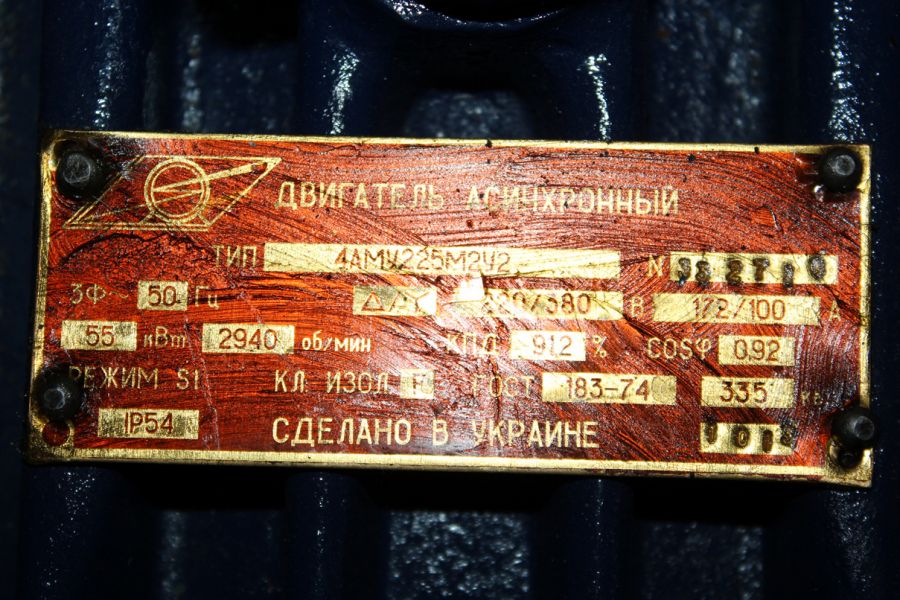 ДВИГАТЕЛЬ АСИНХРОННЫЙ
ТИП 4АМУ225М2У2 N
3Ф~ 50 Гц △/Y 220/380 В 172/100 А
55 кВт 2940 об/мин КПД 91,2 % COSφ 0,92
РЕЖИМ S1 КЛ. ИЗОЛ F ГОСТ 183-74 335 кг
IP54 СДЕЛАНО В УКРАИНЕ